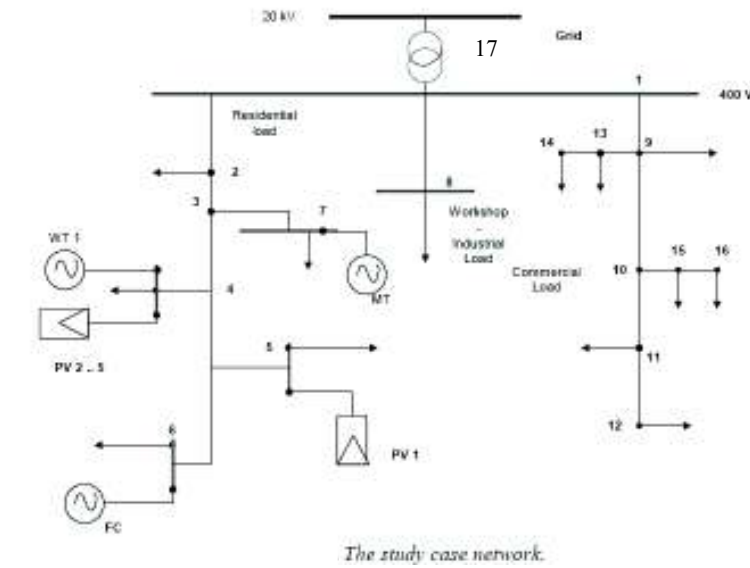 20 kV
17
Grid
1
400 V
Residential
load
14
13
9
2
3
7
8
Workshop
-
Industrial
Load
WT 1
15
16
10
Commercial
Load
MT
4
5
11
PV 2 .. 5
12
6
PV 1
FC
The study case network.